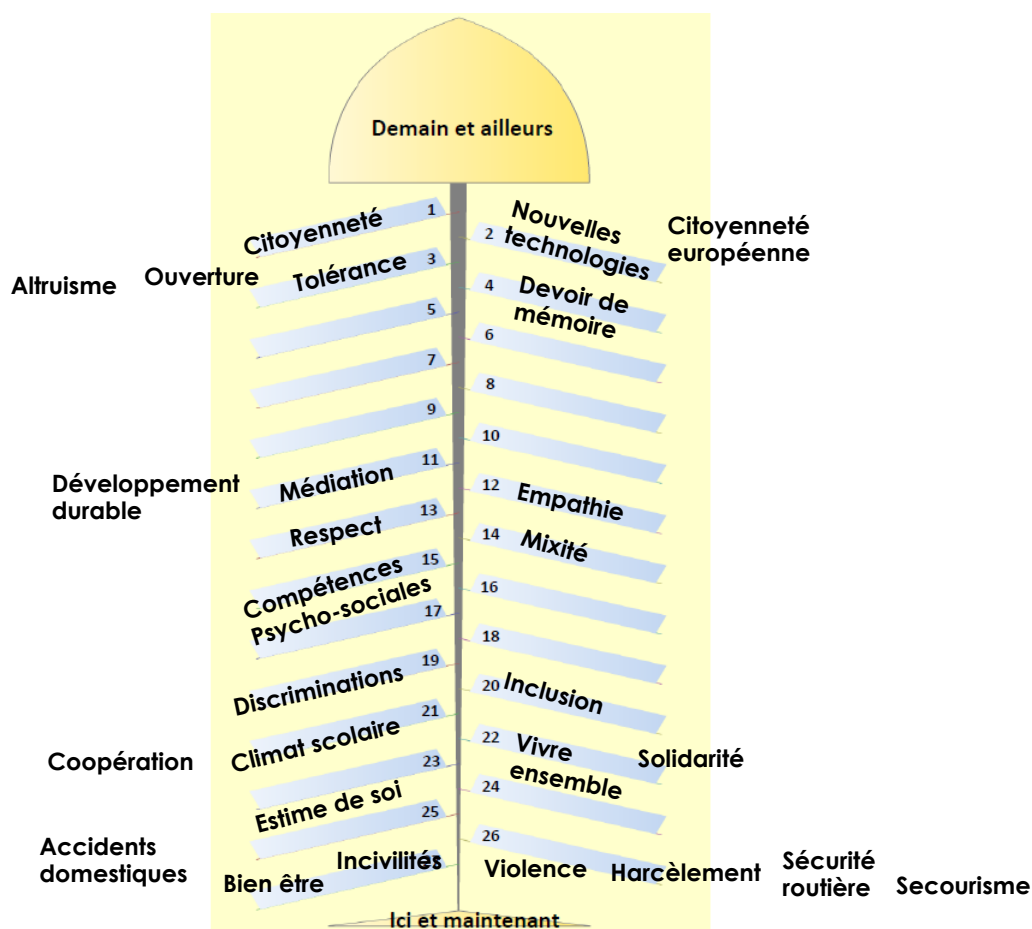 Demain et ailleurs
1
Citoyenneté
2
Nouvelles
technologies
Citoyenneté
européenne
Altruisme
Ouverture
3
Tolérance
4
Devoir de
mémoire
5
6
7
8
9
10
Développement
durable
11
Médiation
12
Empathie
13
Respect
14
Mixité
15
Compétences
Psycho-sociales
16
17
18
19
Discriminations
20
Inclusion
21
Climat scolaire
22
Vivre
ensemble
Solidarité
Coopération
23
24
Estime de soi
25
26
Accidents
domestiques
Bien être
Incivilités
Violence
Harcèlement
Sécurité
routière
Secourisme
Ici et maintenant